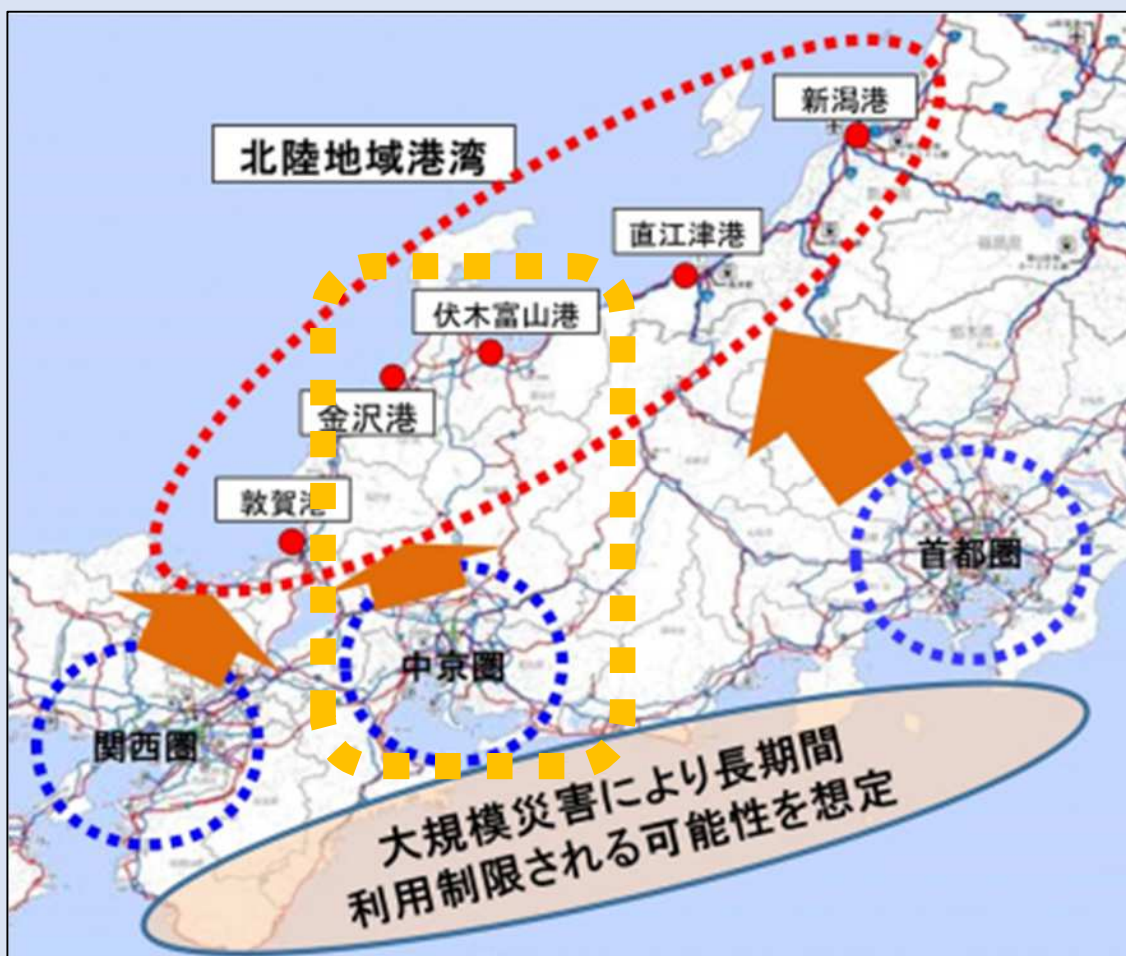 新潟港
北陸地域港湾
直江津港
伏木富山港
金沢港
敦賀港
首都圏
中京圏
関西圏
大規模災害により長期間
利用制限される可能性を想定